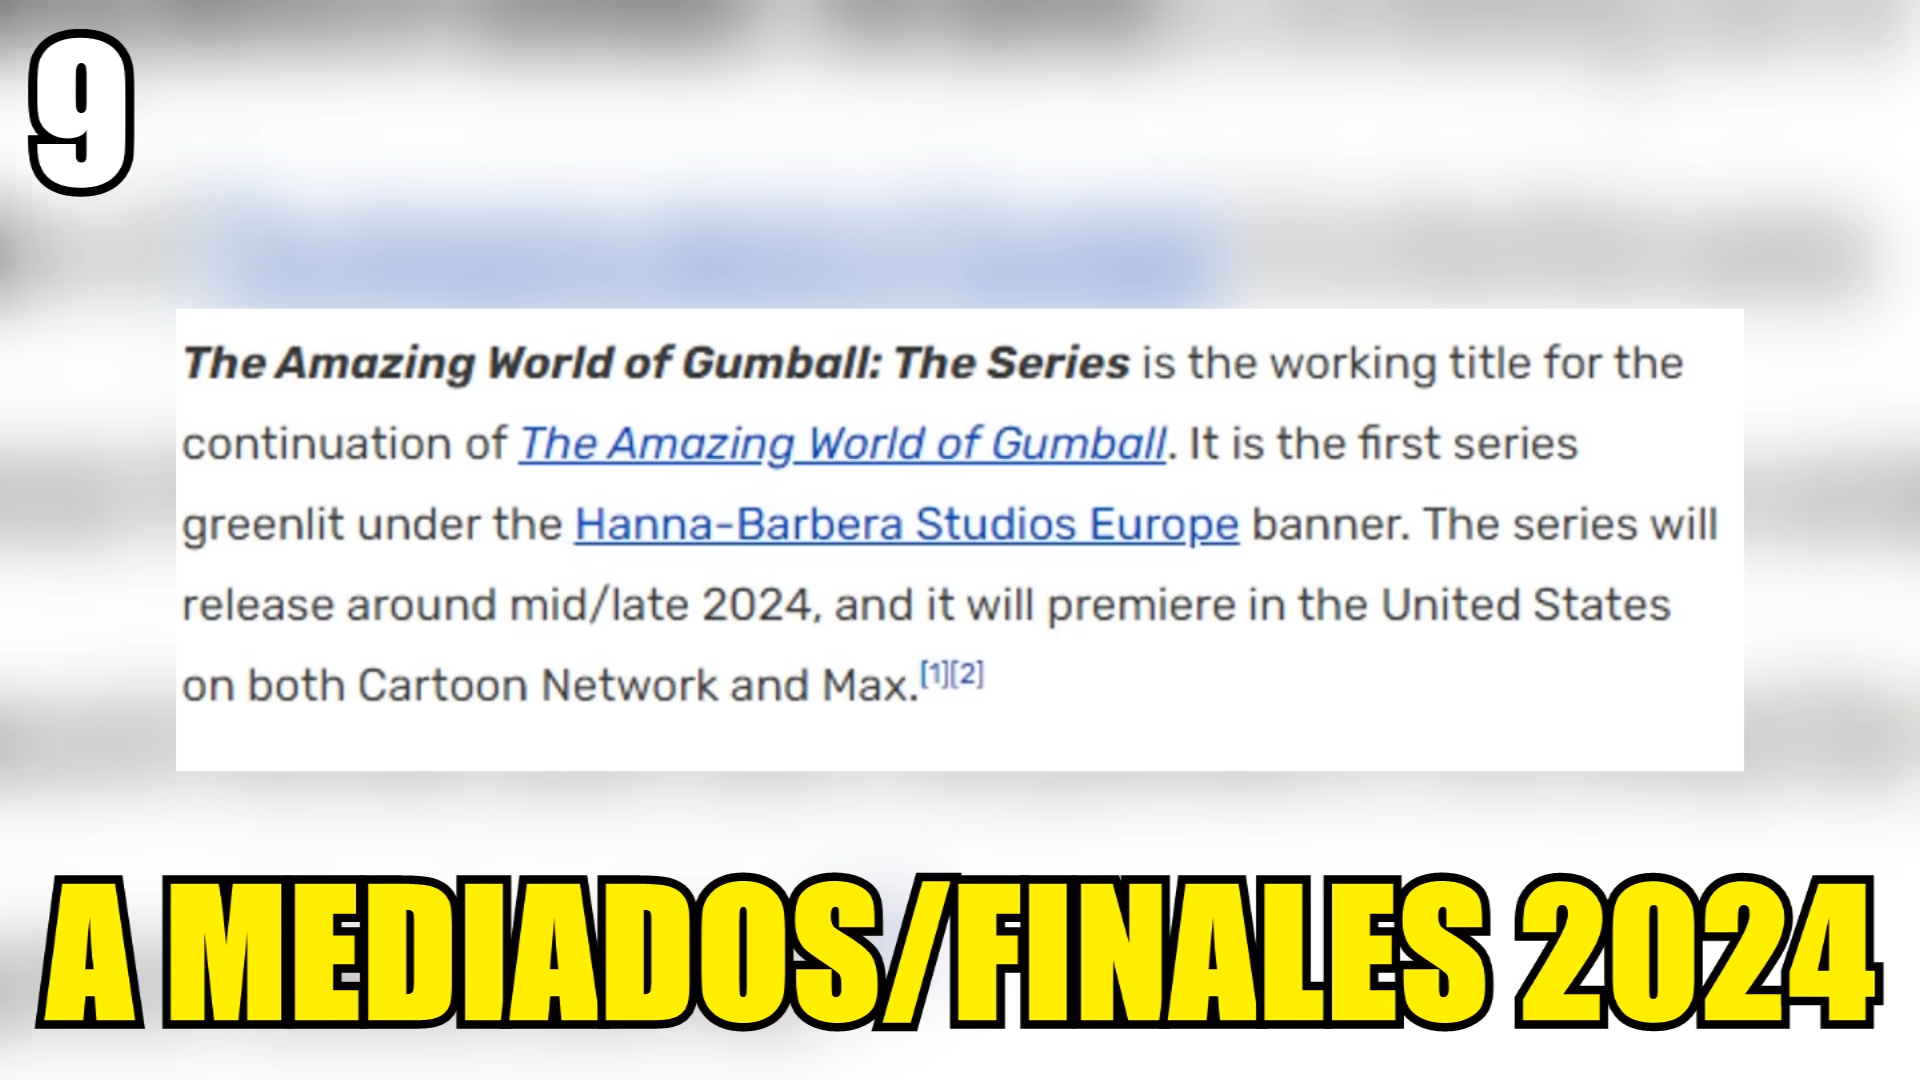 9
The Amazing World of Gumball: The Series is the working title for the
continuation of The Amazing World of Gumball. It is the first series
greenlit under the Hanna-Barbera Studios Europe banner. The series will
release around mid/late 2024, and it will premiere in the United States
on both Cartoon Network and Max.[1][2]
A MEDIADOS/FINALES 2024